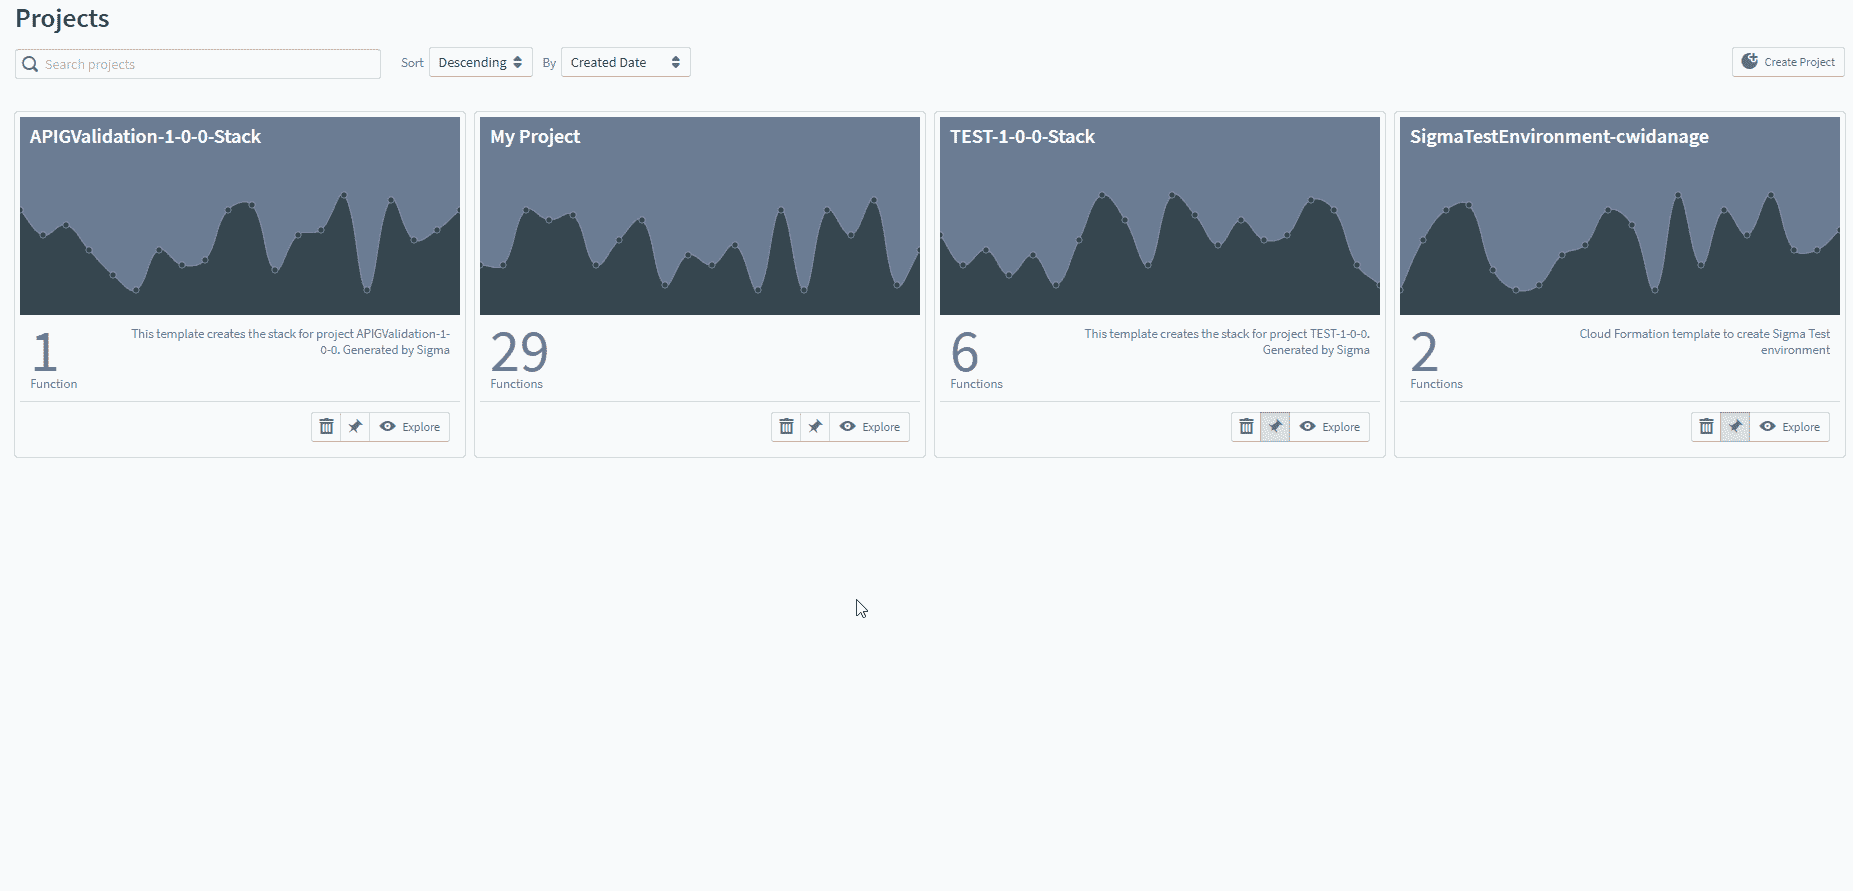 Projects
Search projects
Sort Descending By Created Date
Create Project
APIGValidation-1-0-0-Stack
1
Function
This template creates the stack for project APIGValidation-1-
0-0. Generated by Sigma
Explore
My Project
29
Functions
Explore
TEST-1-0-0-Stack
6
Functions
This template creates the stack for project TEST-1-0-0.
Generated by Sigma
Explore
SigmaTestEnvironment-cwidanage
2
Functions
Cloud Formation template to create Sigma Test
environment
Explore